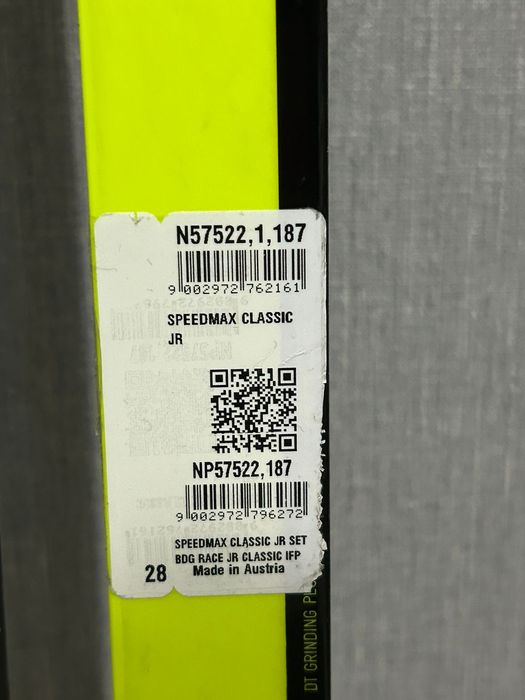 N57522,1,187
9 002972 762161
SPEEDMAX CLASSIC
JR
NP57522,187
9 002972 796272
SPEEDMAX CLASSIC JR SET
BDG RACE JR CLASSIC IFP
28 Made in Austria
DT GRINDING